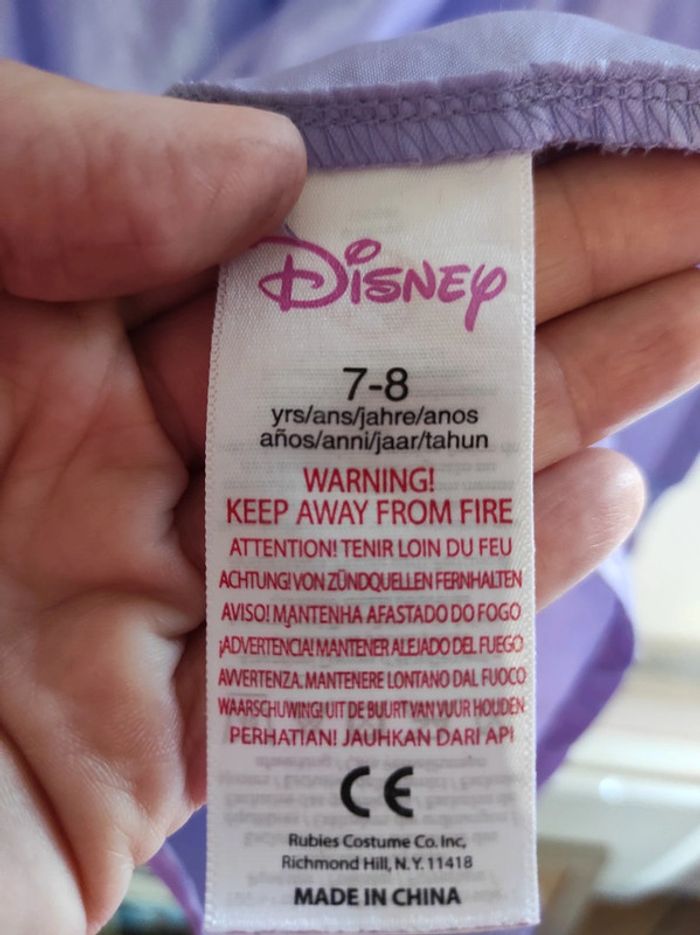 Disney
7-8
yrs/ans/jahre/anos
años/anni/jaar/tahun
WARNING!
KEEP AWAY FROM FIRE
ATTENTION! TENIR LOIN DU FEU
ACHTUNG! VON ZÜNDQUELLEN FERNHALTEN
AVISO! MANTENHA AFASTADO DO FOGO
¡ADVERTENCIA! MANTENER ALEJADO DEL FUEGO
AVVERTENZA. MANTENERE LONTANO DAL FUOCO
WAARSCHUWING! UIT DE BUURT VAN VUUR HOUDEN
PERHATIAN! JAUHKAN DARI API
CE
Rubies Costume Co. Inc,
Richmond Hill, N.Y. 11418
MADE IN CHINA